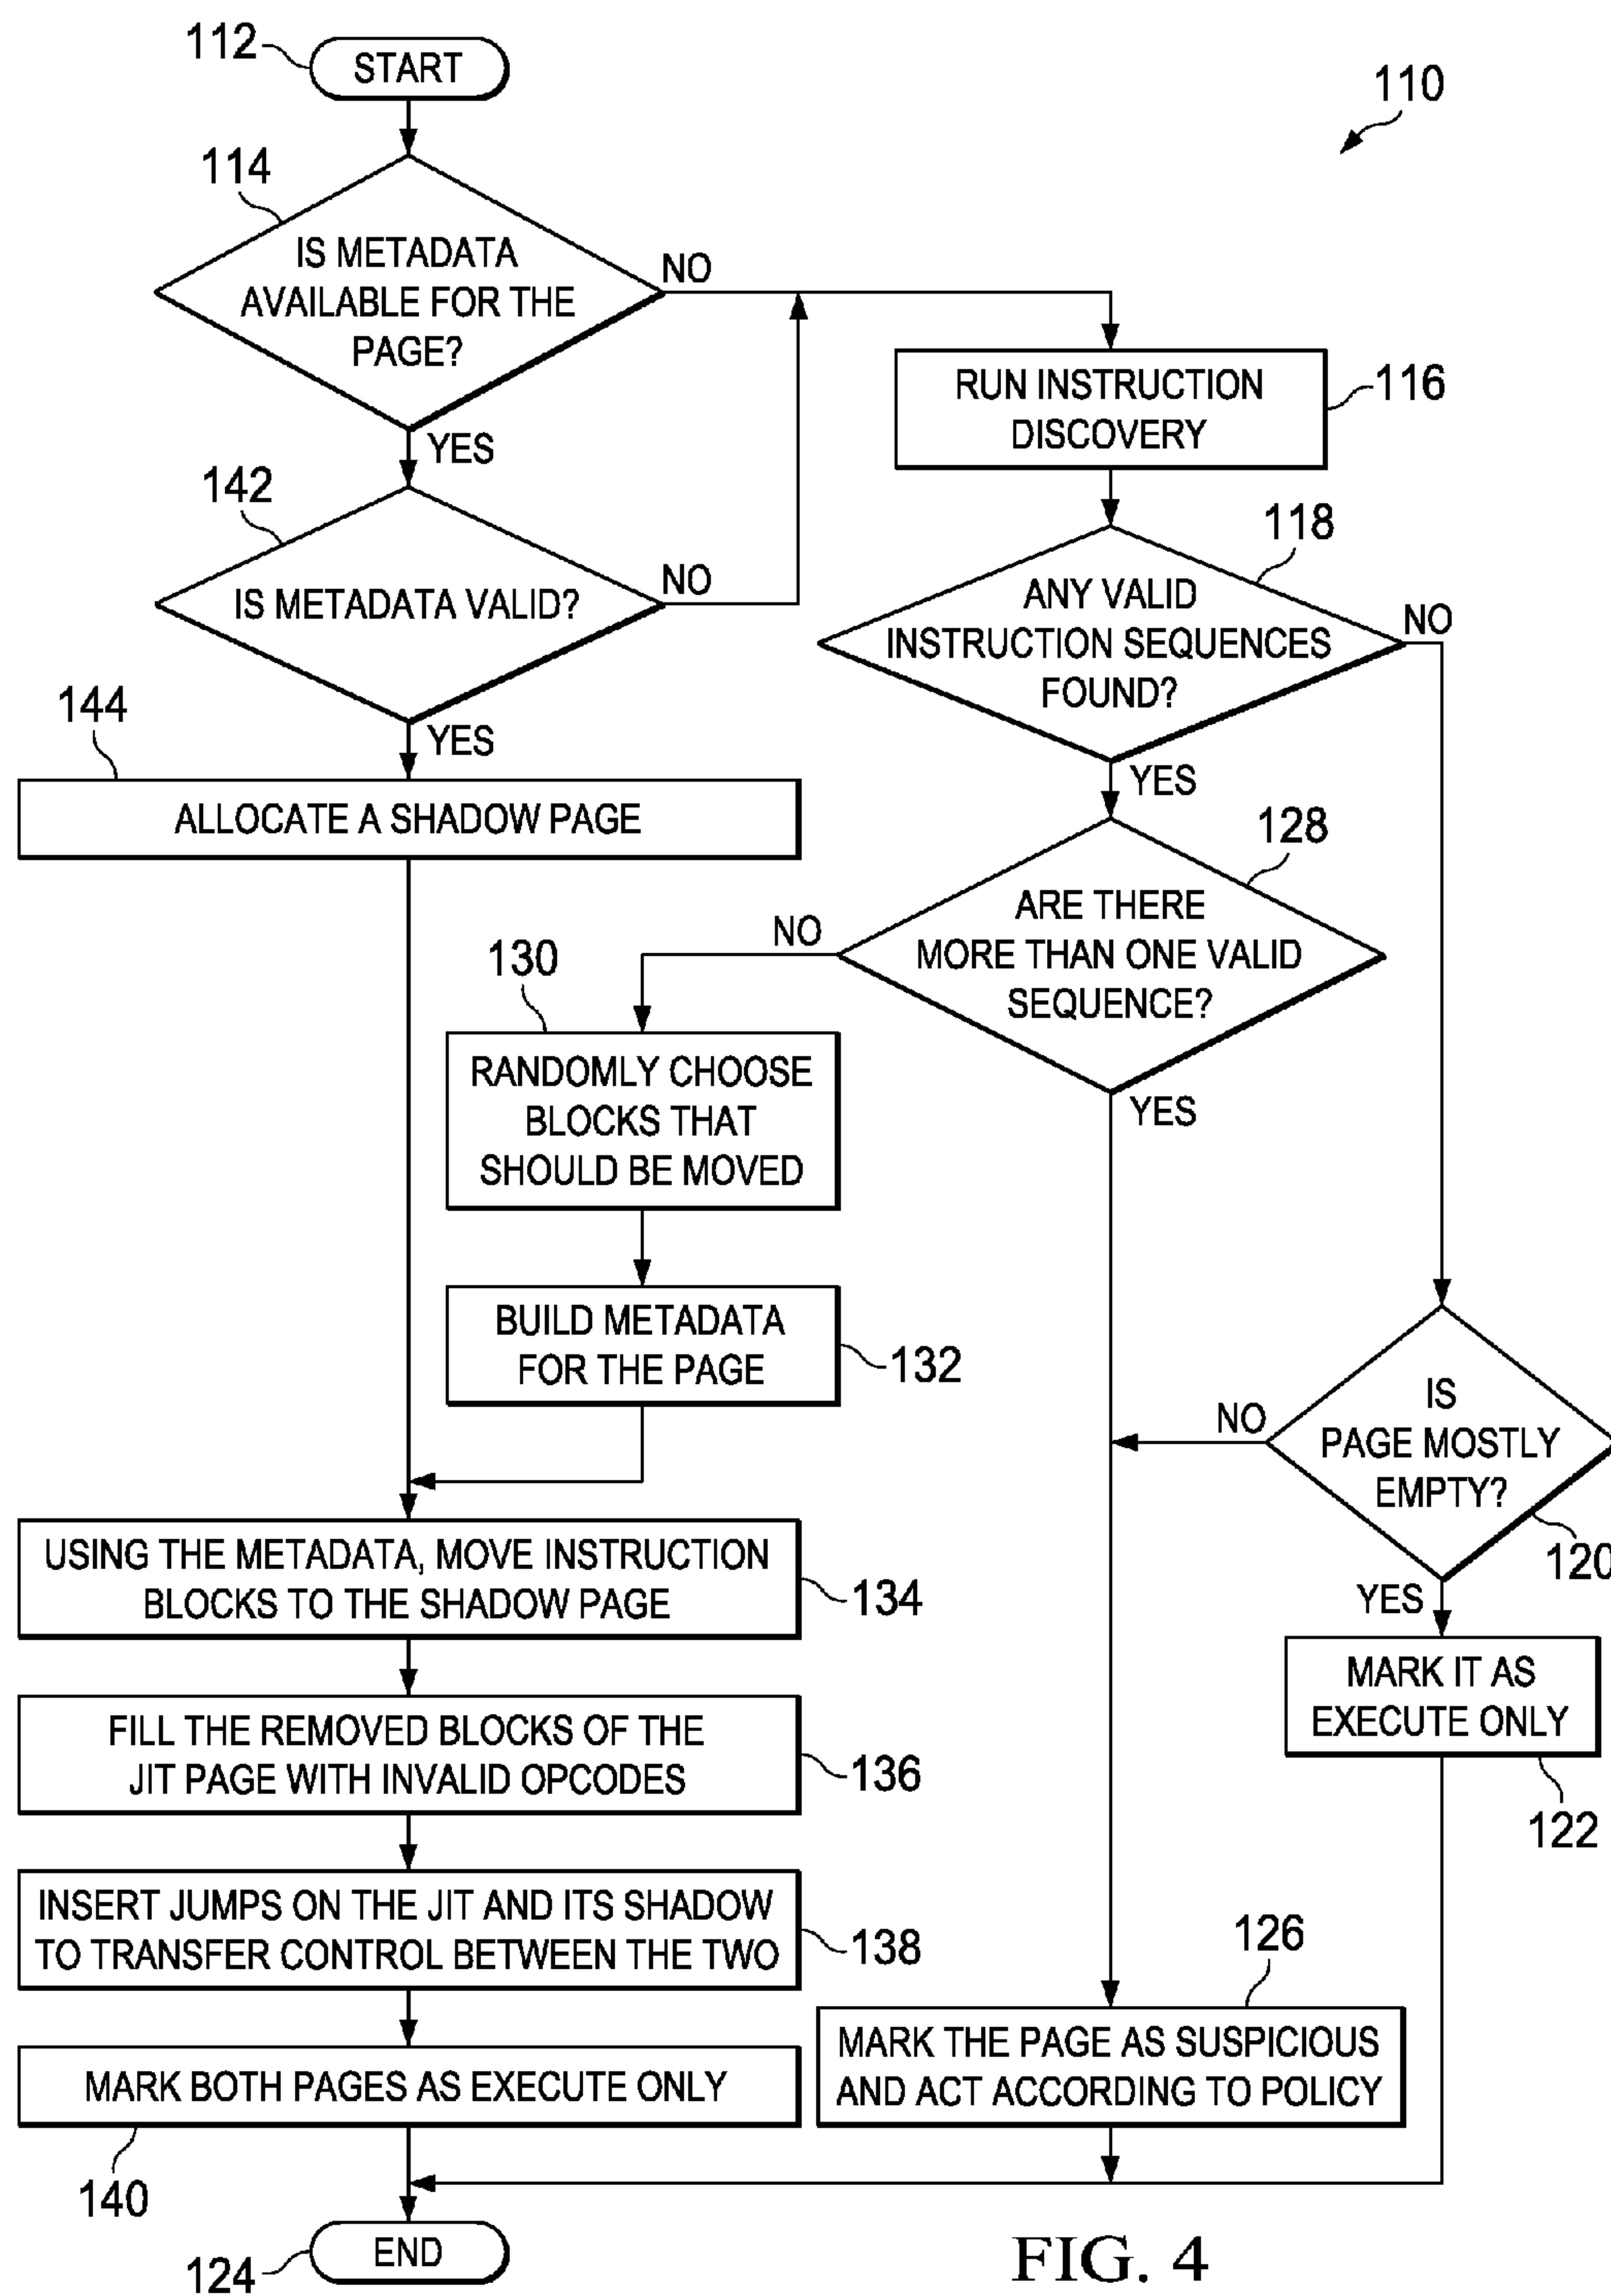 112
START
110
114
IS METADATA
AVAILABLE FOR THE
PAGE?
NO
YES
RUN INSTRUCTION
DISCOVERY
116
142
IS METADATA VALID?
NO
YES
118
ANY VALID
INSTRUCTION SEQUENCES
FOUND?
NO
YES
144
ALLOCATE A SHADOW PAGE
128
ARE THERE
MORE THAN ONE VALID
SEQUENCE?
NO
YES
130
RANDOMLY CHOOSE
BLOCKS THAT
SHOULD BE MOVED
BUILD METADATA
FOR THE PAGE
132
IS
PAGE MOSTLY
EMPTY?
NO
120
YES
USING THE METADATA, MOVE INSTRUCTION
BLOCKS TO THE SHADOW PAGE
134
MARK IT AS
EXECUTE ONLY
122
FILL THE REMOVED BLOCKS OF THE
JIT PAGE WITH INVALID OPCODES
136
INSERT JUMPS ON THE JIT AND ITS SHADOW
TO TRANSFER CONTROL BETWEEN THE TWO
138
126
MARK THE PAGE AS SUSPICIOUS
AND ACT ACCORDING TO POLICY
MARK BOTH PAGES AS EXECUTE ONLY
140
124
END
FIG. 4